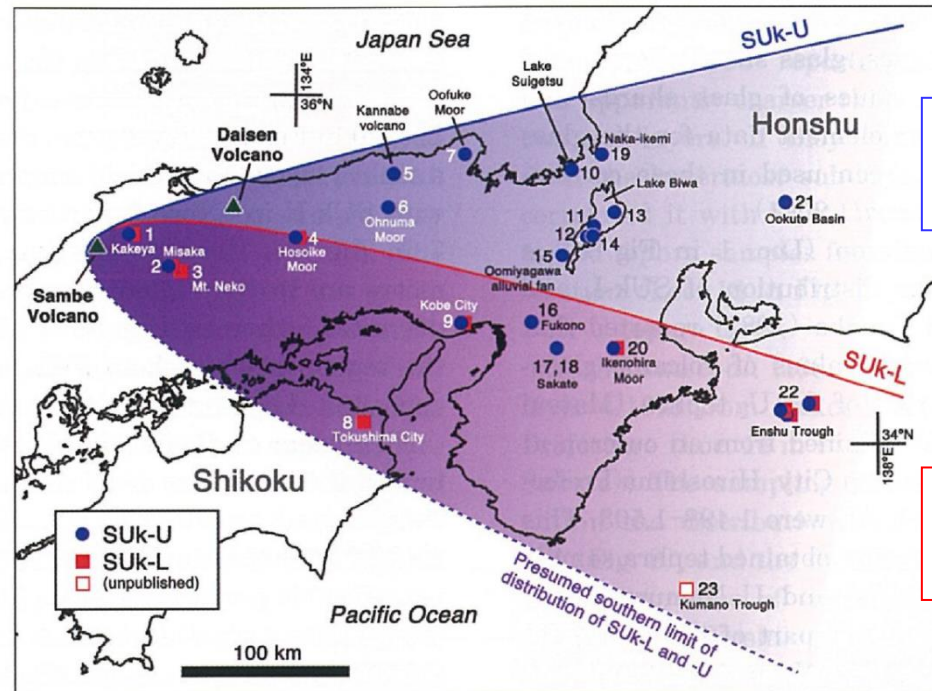 Japan Sea
SUk-U
134°E
36°N
Dalsen
Volcano
Kannabe
volcano
Oofuke
Moor
Lake
Suigetsu
Honshu
7
Naka-ikemi
19
10
5
Lake Biwa
6
Ohnuma
Moor
13
21
Ookute Basin
11
12
14
1
Kakeya
4
Hosoike
Moor
2
Misaka
3
Mt. Neko
15
Oomiyagawa
alluvial fan
Sambe
Volcano
Kobe City
9
16
Fukono
17,18
Sakate
20
Ikenohira
Moor
SUk-L
22
Enshu Trough
34°N
138°E
8
Tokushima City
Shikoku
SUk-U
SUk-L
(unpublished)
Presumed southern limit of
distribution of SUk-L and -U
23
Kumano Trough
Pacific Ocean
100 km